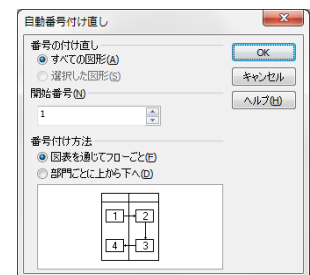 自動番号付け直し
番号の付け直し
すべての図形(A)
選択した図形(S)
開始番号(N)
1
番号付け方法
図表を通じてフローごと(F)
部門ごとに上から下へ(D)
1 2
4 3
OK
キャンセル
ヘルプ(H)